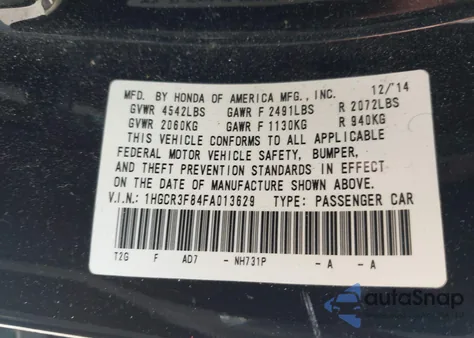 MFD. BY HONDA OF AMERICA MFG., INC. 12/'14
GVWR 4542LBS GAWR F 2491LBS R 2072LBS
GVWR 2060KG GAWR F 1130KG R 940KG
THIS VEHICLE CONFORMS TO ALL APPLICABLE
FEDERAL MOTOR VEHICLE SAFETY, BUMPER,
AND THEFT PREVENTION STANDARDS IN EFFECT
ON THE DATE OF MANUFACTURE SHOWN ABOVE.
V.I.N.: 1HGCR3F84FA013629 TYPE: PASSENGER CAR
T2G F AD7 - NH731P - A - A
autoSnap